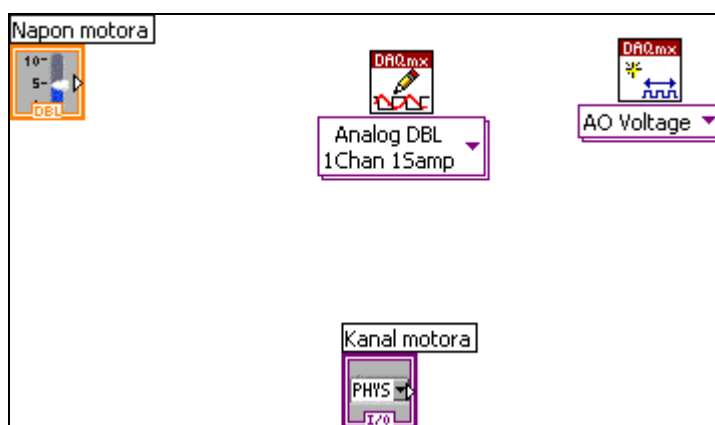 Napon motora
10-
5-
DBL
DAQmx
Analog DBL
1Chan 1Samp
DAQmx
AO Voltage
Kanal motora
PHYS
I/O